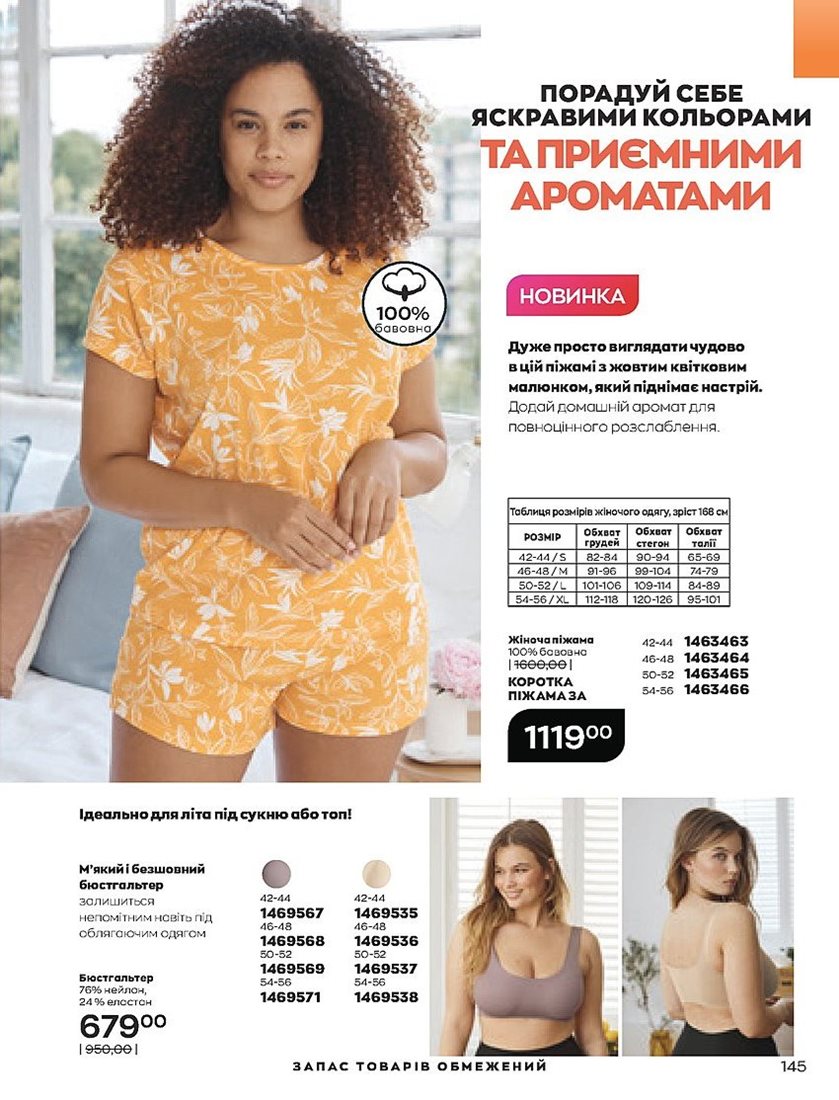 ПОРАДУЙ СЕБЕ
ЯСКРАВИМИ КОЛЬОРАМИ
ТА ПРИЄМНИМИ
АРОМАТАМИ
100%
бавовна
НОВИНКА
Дуже просто виглядати чудово
в цій піжамі з жовтим квітковим
малюнком, який піднімає настрій.
Додай домашній аромат для
повноцінного розслаблення.
Таблиця розмірів жіночого одягу, зріст 168 см
РОЗМІР Обхват грудей Обхват стегон Обхват талії
42-44 / S 82-84 90-94 65-69
46-48 / M 91-96 99-104 74-79
50-52 / L 101-106 109-114 84-89
54-56 / XL 112-118 120-126 95-101
Жіноча піжама
100% бавовна
| 1600,00 |
КОРОТКА
ПІЖАМА ЗА
1119⁰⁰
42-44 1463463
46-48 1463464
50-52 1463465
54-56 1463466
Ідеально для літа під сукню або топ!
М'який і безшовний
бюстгальтер
залишиться
непомітним навіть під
облягаючим одягом
Бюстгальтер
76% нейлон,
24% еластан
679⁰⁰
| 950,00 |
42-44
1469567
46-48
1469568
50-52
1469569
54-56
1469571
42-44
1469535
46-48
1469536
50-52
1469537
54-56
1469538
ЗАПАС ТОВАРІВ ОБМЕЖЕНИЙ
145